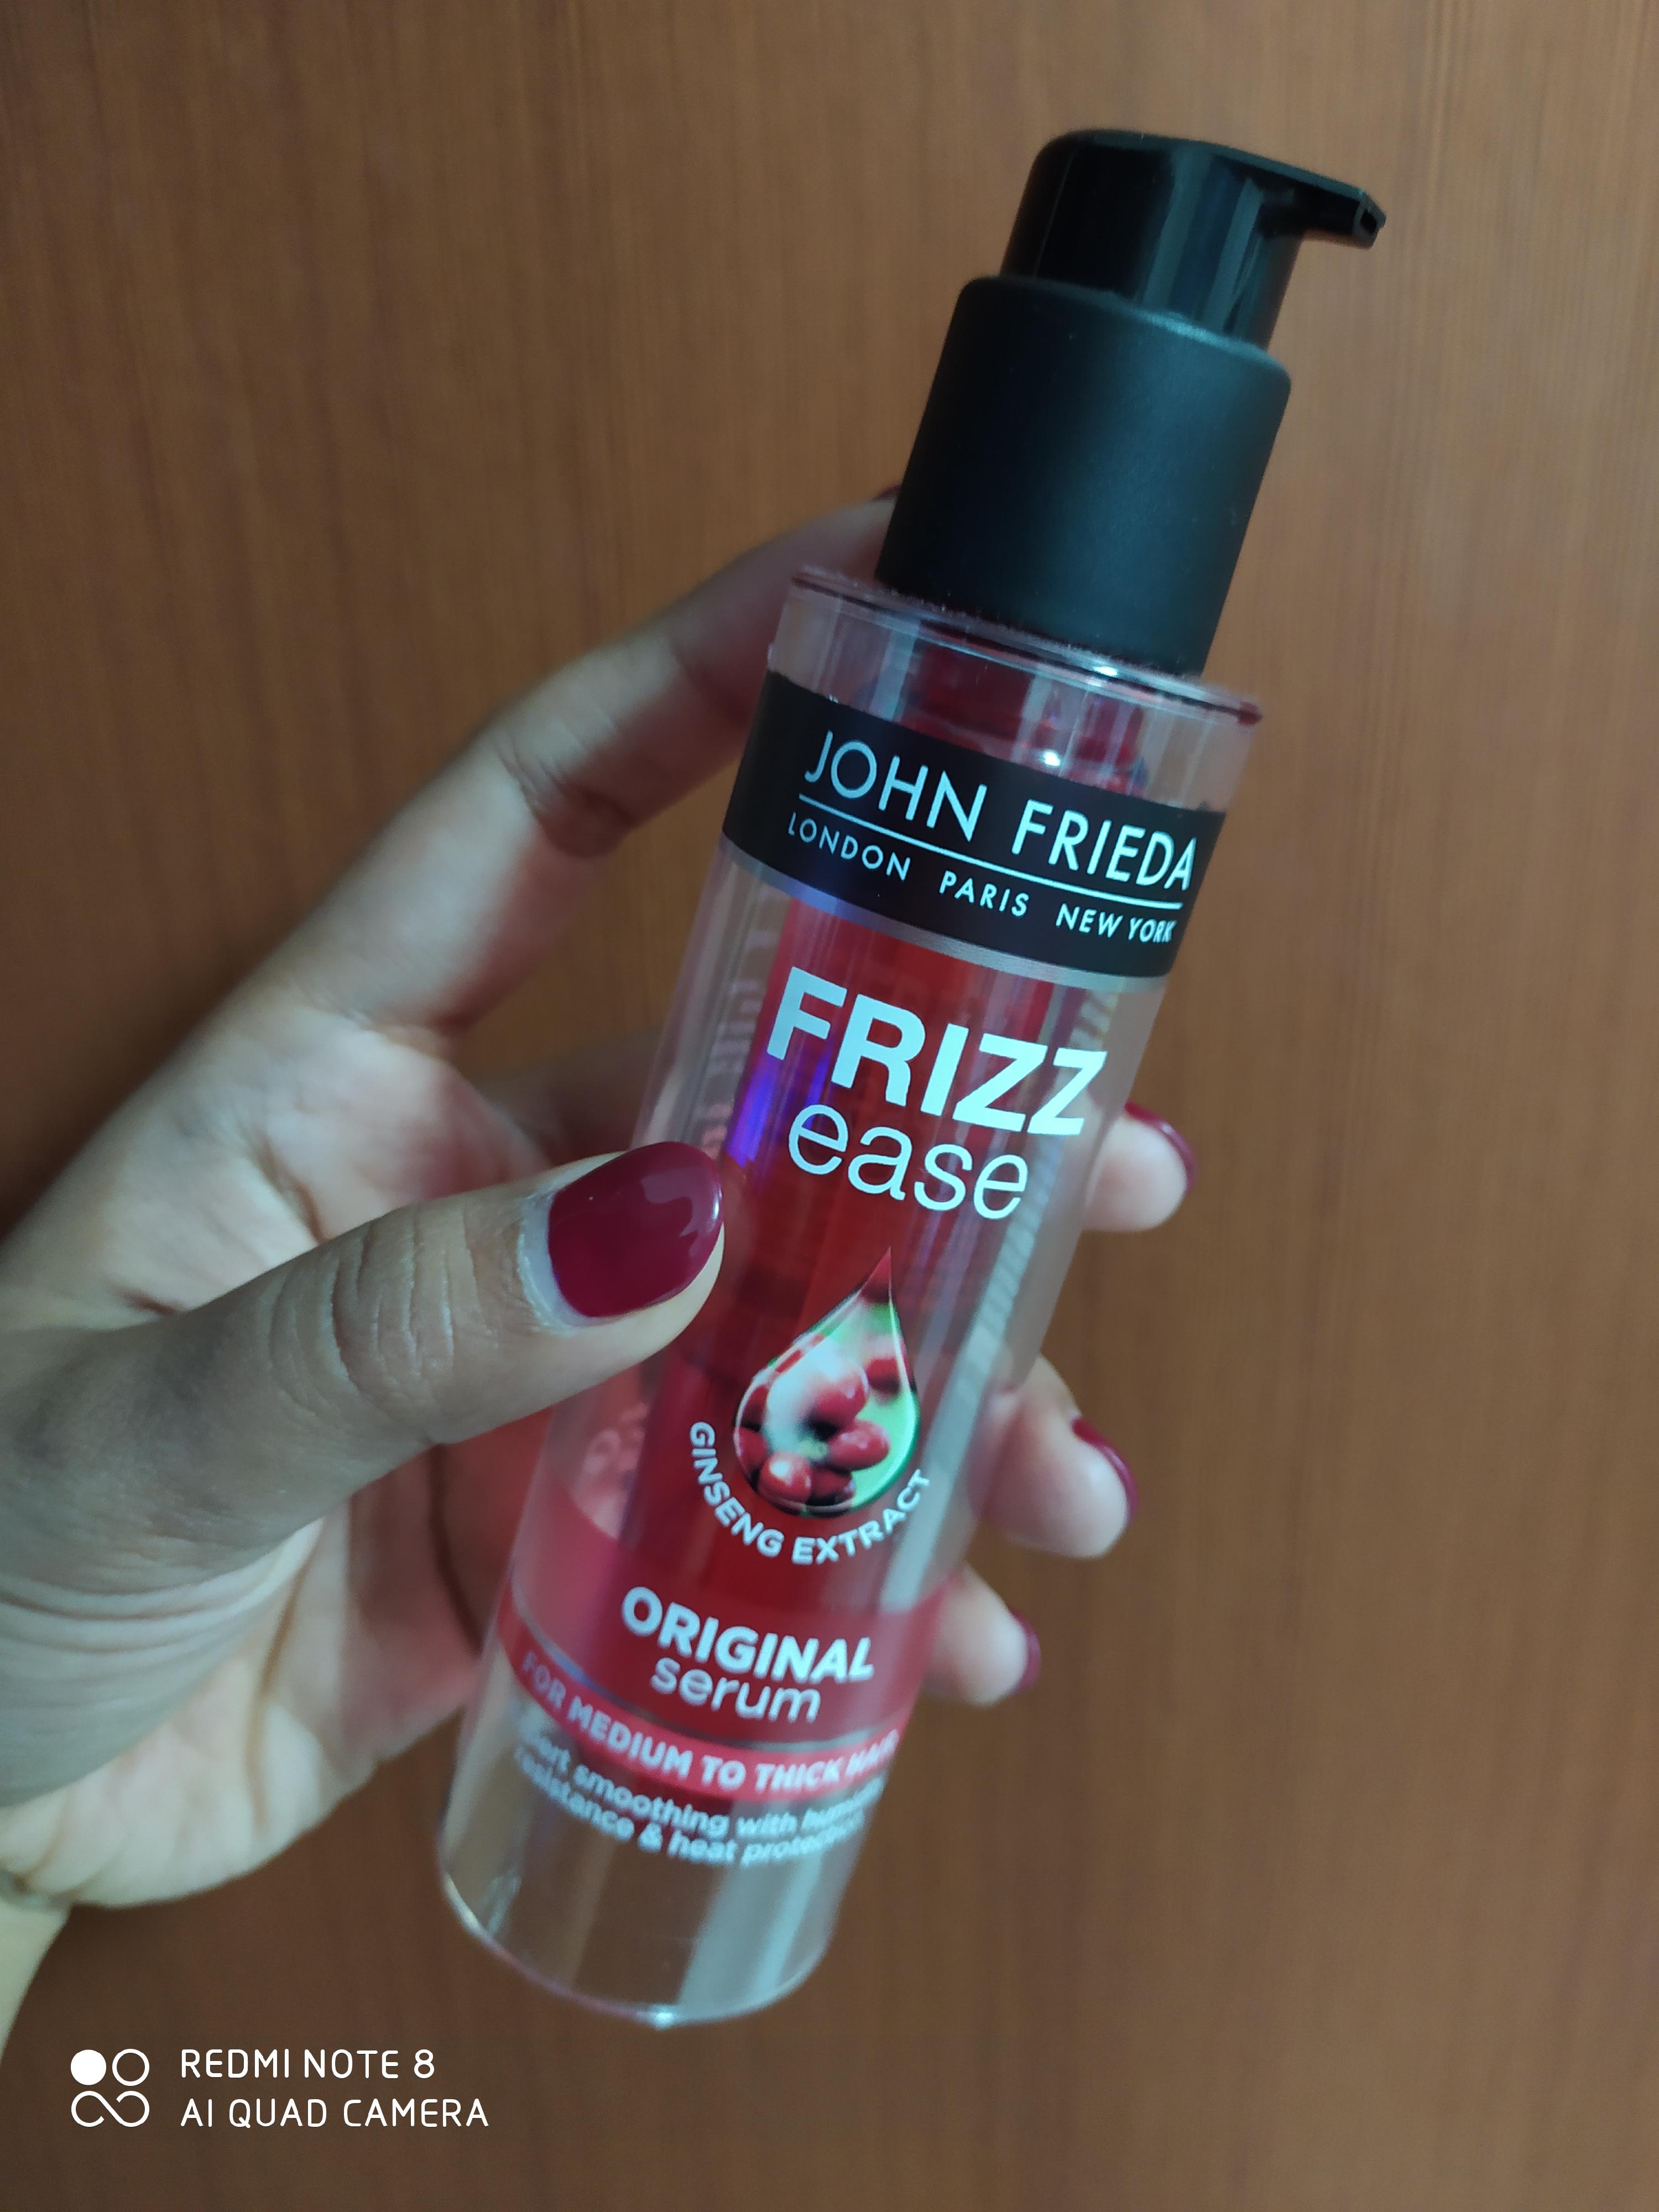 JOHN FRIEDA
LONDON PARIS NEW YORK
FRIZZ
ease
GINSENG EXTRACT
ORIGINAL
serum
FOR MEDIUM TO THICK HAIR
smoothing with
& heat
REDMI NOTE 8
AI QUAD CAMERA